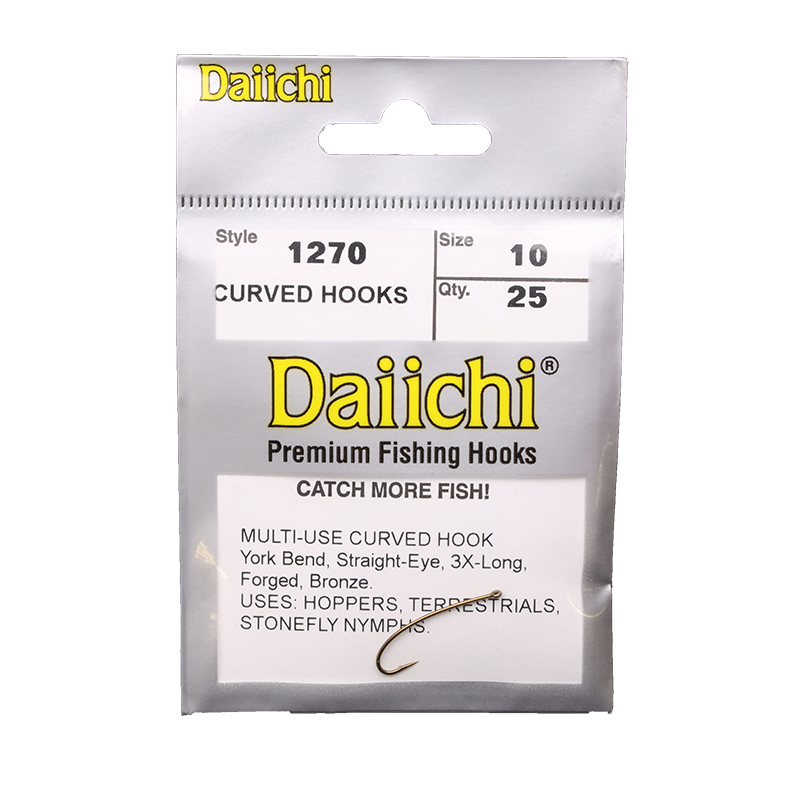 Daiichi
Style 1270
Size 10
CURVED HOOKS
Qty. 25
Daiichi®
Premium Fishing Hooks
CATCH MORE FISH!
MULTI-USE CURVED HOOK
York Bend, Straight-Eye, 3X-Long,
Forged, Bronze.
USES: HOPPERS, TERRESTRIALS,
STONEFLY NYMPHS.